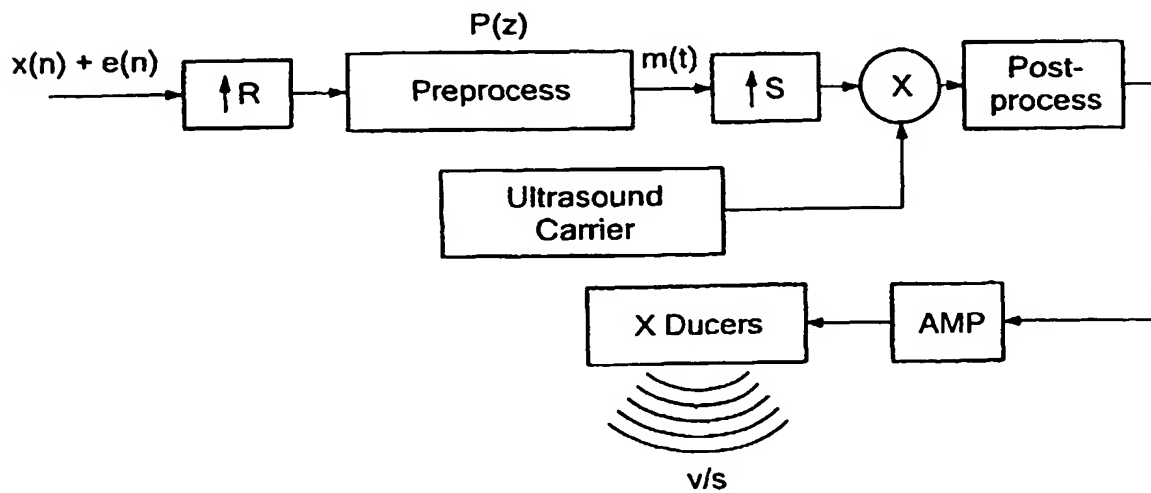 P(z)
x(n) + e(n)
↑ R
Preprocess
m(t)
↑ S
X
Post-
process
Ultrasound
Carrier
X Ducers
AMP
v/s